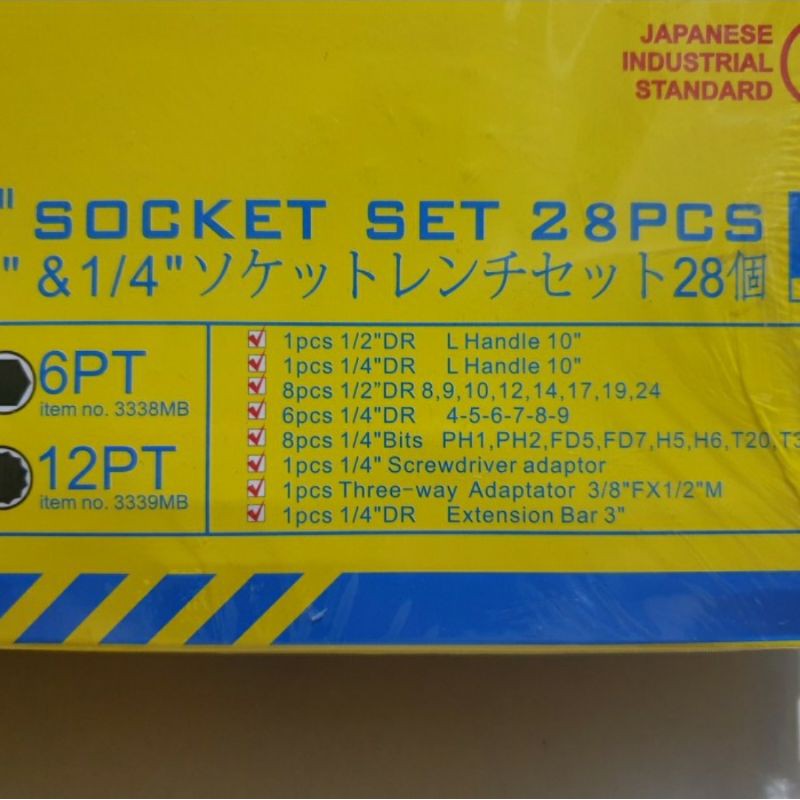 JAPANESE
INDUSTRIAL
STANDARD
" SOCKET SET 28PCS
" &1/4"ソケットレンチセット28個
6PT
item no. 3338MB
12PT
item no. 3339MB
1pcs 1/2"DR L Handle 10"
1pcs 1/4"DR L Handle 10"
8pcs 1/2"DR 8,9,10,12,14,17,19,24
6pcs 1/4"DR 4-5-6-7-8-9
8pcs 1/4"Bits PH1,PH2,FD5,FD7,H5,H6,T20,T3
1pcs 1/4" Screwdriver adaptor
1pcs Three-way Adaptator 3/8"FX1/2"M
1pcs 1/4"DR Extension Bar 3"